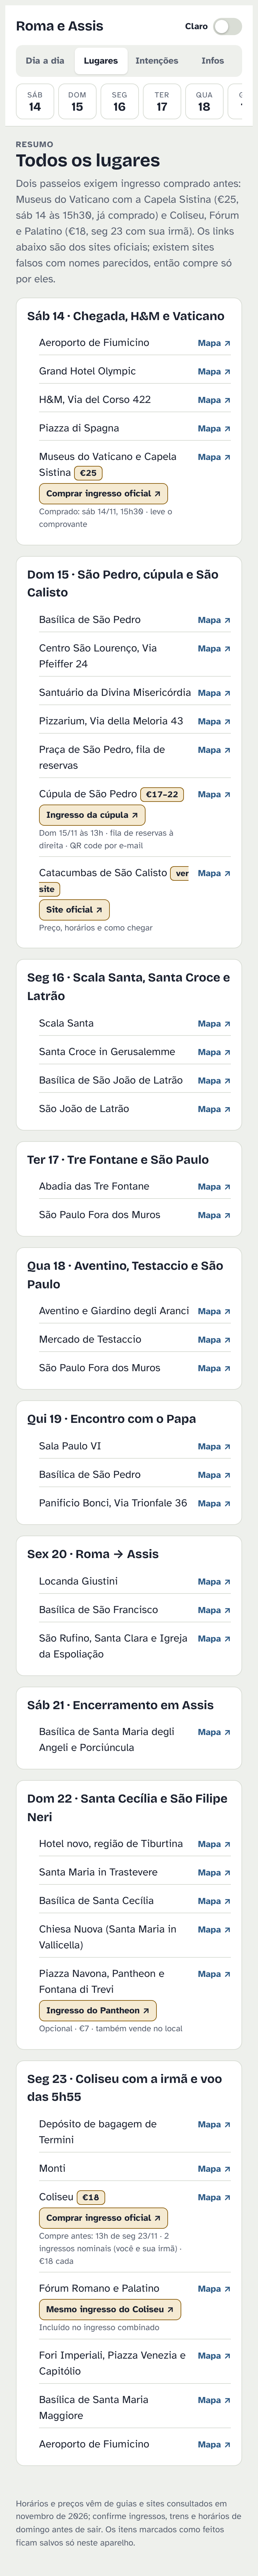 Roma e Assis
Claro
Dia a dia
Lugares
Intenções
Infos
SÁB
14
DOM
15
SEG
16
TER
17
QUA
18
RESUMO
Todos os lugares
Dois passeios exigem ingresso comprado antes:
Museus do Vaticano com a Capela Sistina (€25,
sáb 14 às 15h30, já comprado) e Coliseu, Fórum
e Palatino (€18, seg 23 com sua irmã). Os links
abaixo são dos sites oficiais; existem sites
falsos com nomes parecidos, então compre só
por eles.
Sáb 14 · Chegada, H&M e Vaticano
Aeroporto de Fiumicino Mapa ↗
Grand Hotel Olympic Mapa ↗
H&M, Via del Corso 422 Mapa ↗
Piazza di Spagna Mapa ↗
Museus do Vaticano e Capela Mapa ↗
Sistina €25
Comprar ingresso oficial ↗
Comprado: sáb 14/11, 15h30 · leve o
comprovante
Dom 15 · São Pedro, cúpula e São
Calisto
Basílica de São Pedro Mapa ↗
Centro São Lourenço, Via Mapa ↗
Pfeiffer 24
Santuário da Divina Misericórdia Mapa ↗
Pizzarium, Via della Meloria 43 Mapa ↗
Praça de São Pedro, fila de Mapa ↗
reservas
Cúpula de São Pedro €17–22 Mapa ↗
Ingresso da cúpula ↗
Dom 15/11 às 13h · fila de reservas à
direita · QR code por e-mail
Catacumbas de São Calisto ver Mapa ↗
site
Site oficial ↗
Preço, horários e como chegar
Seg 16 · Scala Santa, Santa Croce e
Latrão
Scala Santa Mapa ↗
Santa Croce in Gerusalemme Mapa ↗
Basílica de São João de Latrão Mapa ↗
São João de Latrão Mapa ↗
Ter 17 · Tre Fontane e São Paulo
Abadia das Tre Fontane Mapa ↗
São Paulo Fora dos Muros Mapa ↗
Qua 18 · Aventino, Testaccio e São
Paulo
Aventino e Giardino degli Aranci Mapa ↗
Mercado de Testaccio Mapa ↗
São Paulo Fora dos Muros Mapa ↗
Qui 19 · Encontro com o Papa
Sala Paulo VI Mapa ↗
Basílica de São Pedro Mapa ↗
Panificio Bonci, Via Trionfale 36 Mapa ↗
Sex 20 · Roma → Assis
Locanda Giustini Mapa ↗
Basílica de São Francisco Mapa ↗
São Rufino, Santa Clara e Igreja Mapa ↗
da Espoliação
Sáb 21 · Encerramento em Assis
Basílica de Santa Maria degli Mapa ↗
Angeli e Porciúncula
Dom 22 · Santa Cecília e São Filipe
Neri
Hotel novo, região de Tiburtina Mapa ↗
Santa Maria in Trastevere Mapa ↗
Basílica de Santa Cecília Mapa ↗
Chiesa Nuova (Santa Maria in Mapa ↗
Vallicella)
Piazza Navona, Pantheon e Mapa ↗
Fontana di Trevi
Ingresso do Pantheon ↗
Opcional · €7 · também vende no local
Seg 23 · Coliseu com a irmã e voo
das 5h55
Depósito de bagagem de Mapa ↗
Termini
Monti Mapa ↗
Coliseu €18 Mapa ↗
Comprar ingresso oficial ↗
Compre antes: 13h de seg 23/11 · 2
ingressos nominais (você e sua irmã) ·
€18 cada
Fórum Romano e Palatino Mapa ↗
Mesmo ingresso do Coliseu ↗
Incluído no ingresso combinado
Fori Imperiali, Piazza Venezia e Mapa ↗
Capitólio
Basílica de Santa Maria Mapa ↗
Maggiore
Aeroporto de Fiumicino Mapa ↗
Horários e preços vêm de guias e sites consultados em
novembro de 2026; confirme ingressos, trens e horários de
domingo antes de sair. Os itens marcados como feitos
ficam salvos só neste aparelho.